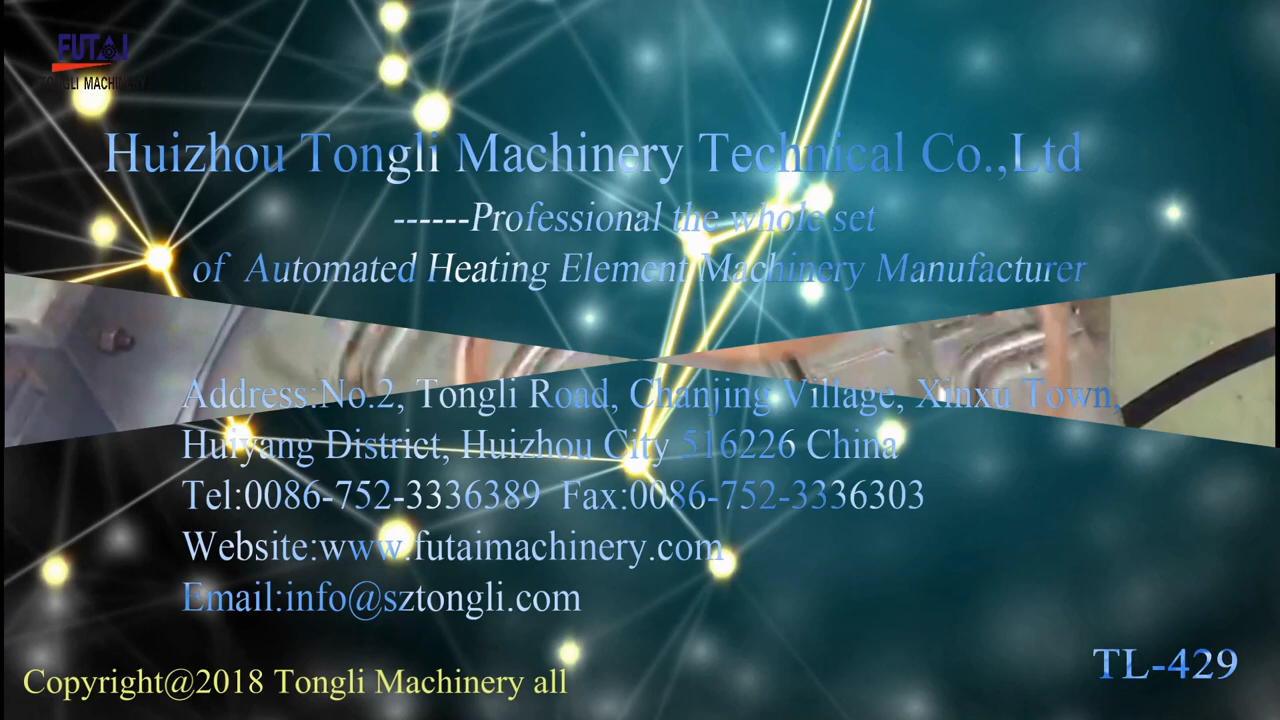 FUTAI
TONGLI MACHINERY
Huizhou Tongli Machinery Technical Co.,Ltd
------Professional the whole set
of Automated Heating Element Machinery Manufacturer
Address:No.2, Tongli Road, Chanjing Village, Xinxu Town,
Huiyang District, Huizhou City 516226 China
Tel:0086-752-3336389 Fax:0086-752-3336303
Website:www.futaimachinery.com
Email:info@sztongli.com
Copyright@2018 Tongli Machinery all
TL-429